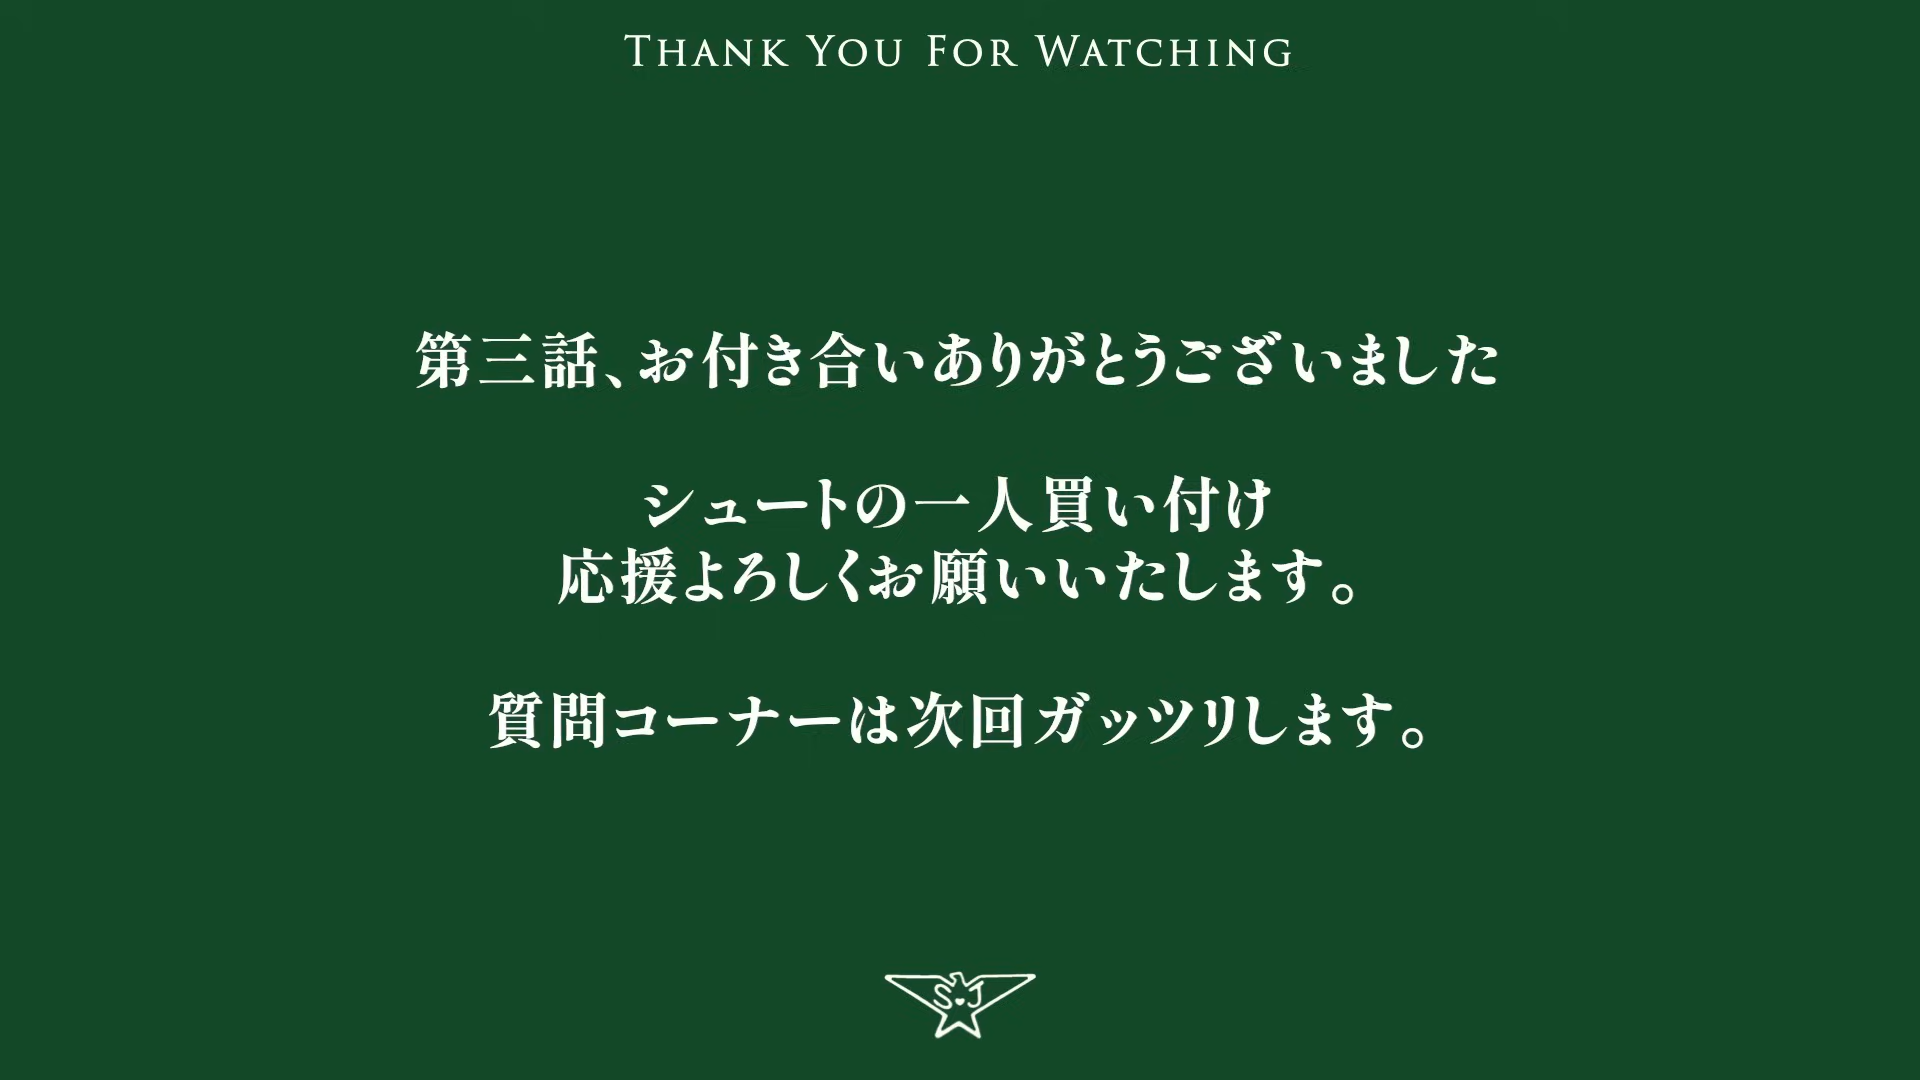 THANK YOU FOR WATCHING
第三話、お付き合いありがとうございました
シュートの一人買い付け
応援よろしくお願いいたします。
質問コーナーは次回ガッツリします。
S♥J